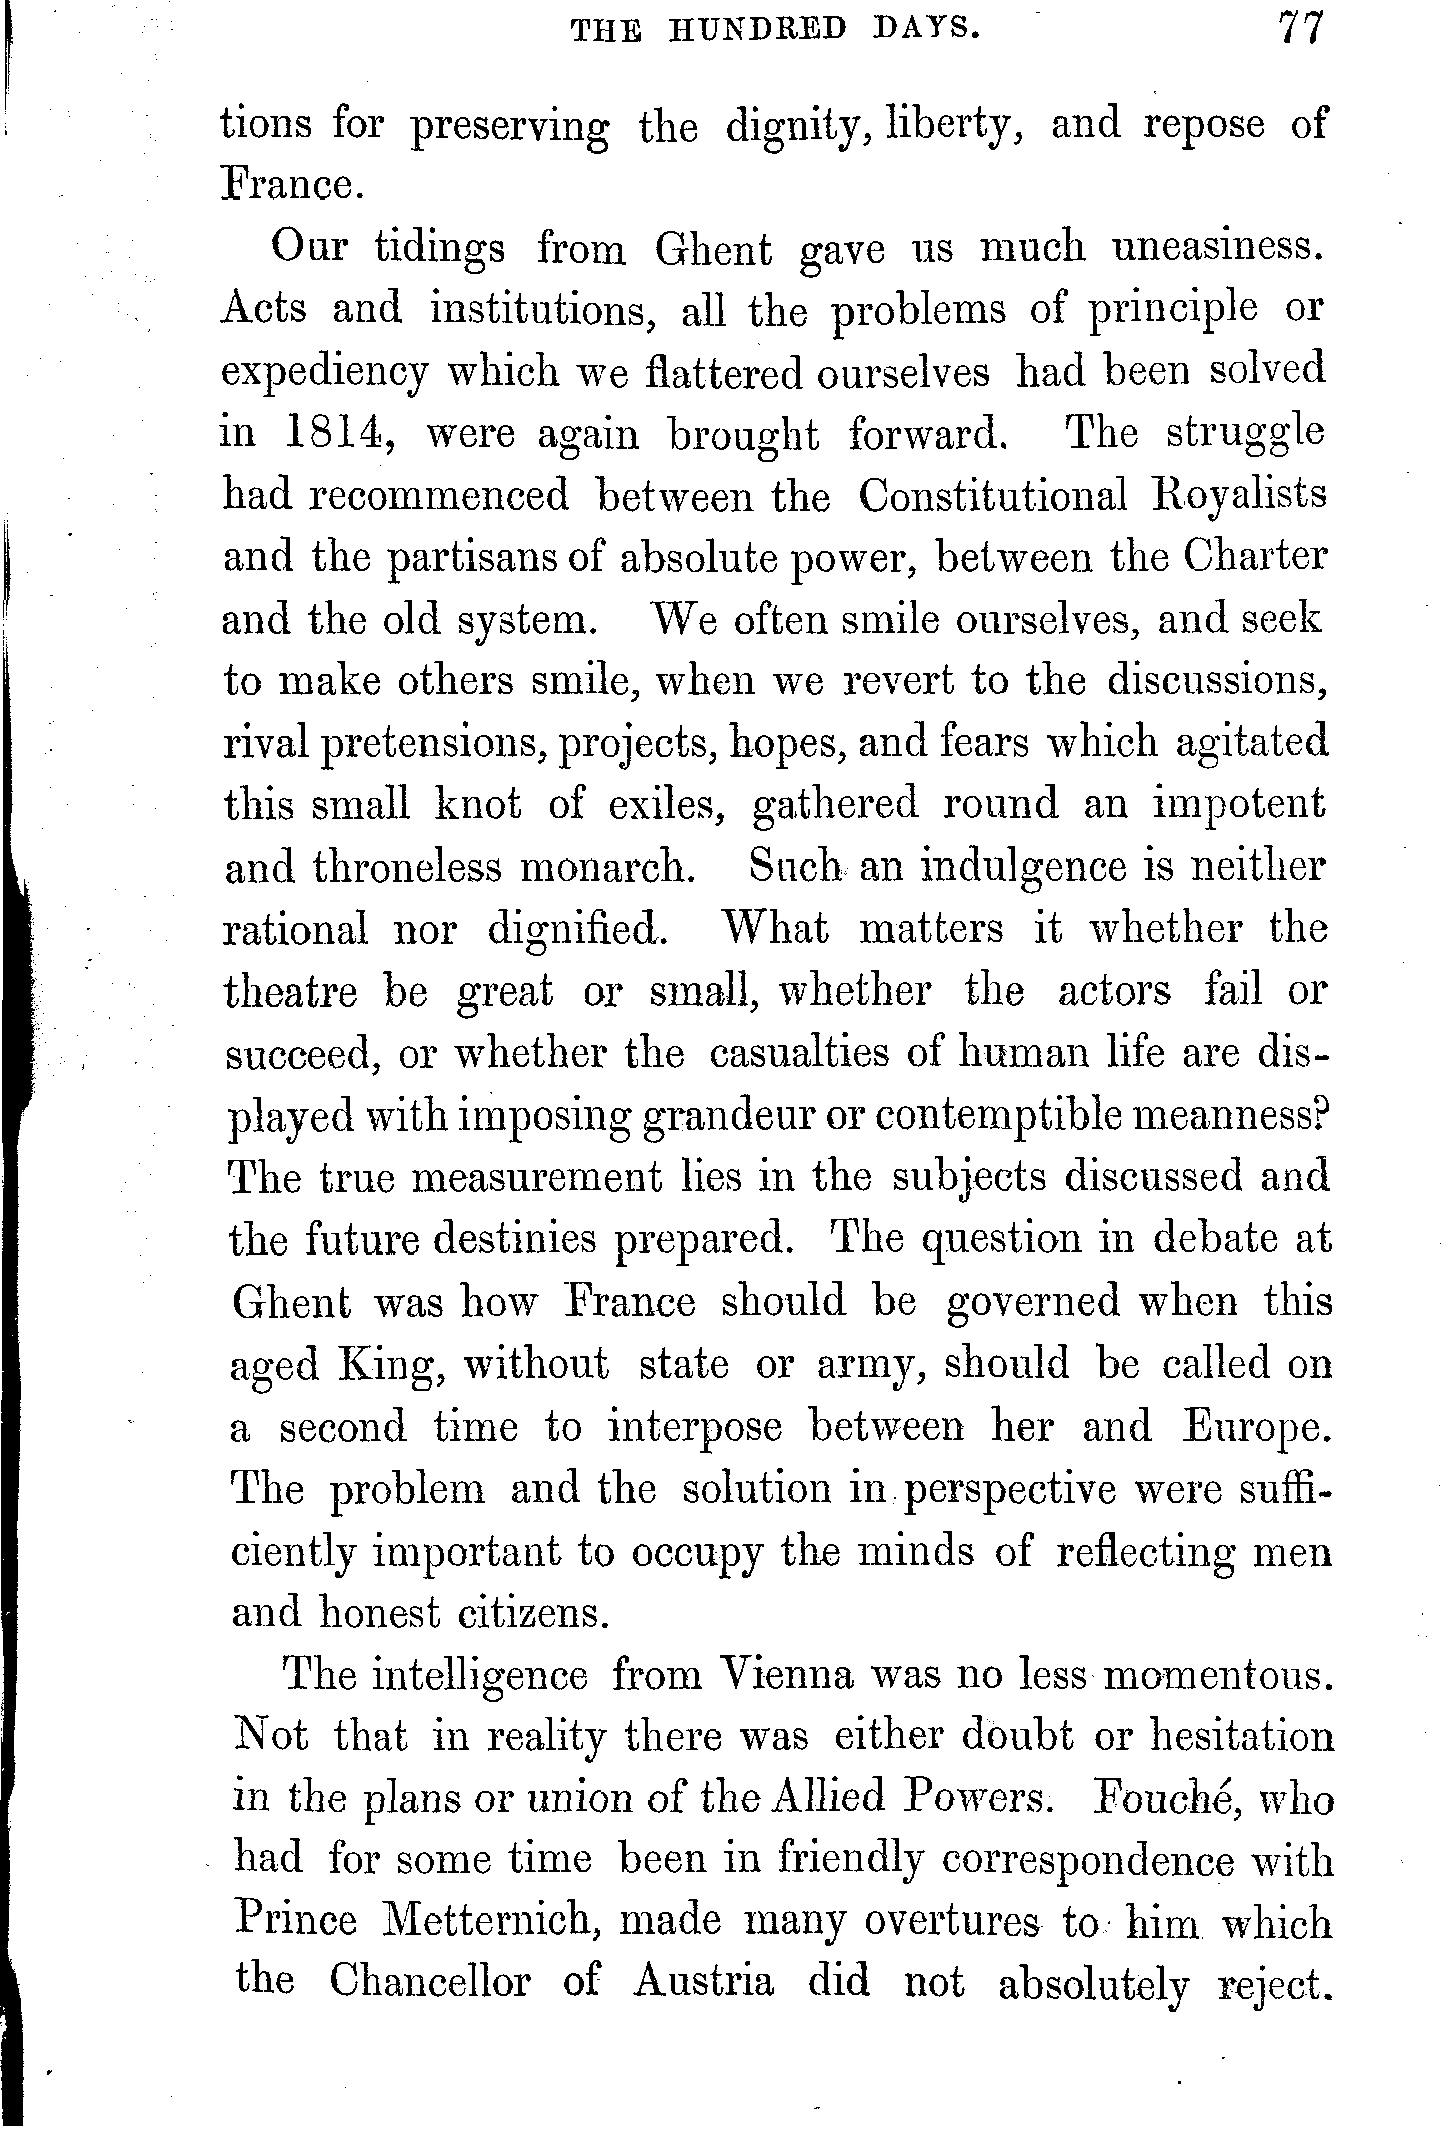 THE HUNDRED DAYS. 77
tions for preserving the dignity, liberty, and repose of
France.
Our tidings from Ghent gave us much uneasiness.
Acts and institutions, all the problems of principle or
expediency which we flattered ourselves had been solved
in 1814, were again brought forward. The struggle
had recommenced between the Constitutional Royalists
and the partisans of absolute power, between the Charter
and the old system. We often smile ourselves, and seek
to make others smile, when we revert to the discussions,
rival pretensions, projects, hopes, and fears which agitated
this small knot of exiles, gathered round an impotent
and throneless monarch. Such an indulgence is neither
rational nor dignified. What matters it whether the
theatre be great or small, whether the actors fail or
succeed, or whether the casualties of human life are dis-
played with imposing grandeur or contemptible meanness?
The true measurement lies in the subjects discussed and
the future destinies prepared. The question in debate at
Ghent was how France should be governed when this
aged King, without state or army, should be called on
a second time to interpose between her and Europe.
The problem and the solution in perspective were suffi-
ciently important to occupy the minds of reflecting men
and honest citizens.
The intelligence from Vienna was no less momentous.
Not that in reality there was either doubt or hesitation
in the plans or union of the Allied Powers. Fouché, who
had for some time been in friendly correspondence with
Prince Metternich, made many overtures to him which
the Chancellor of Austria did not absolutely reject.